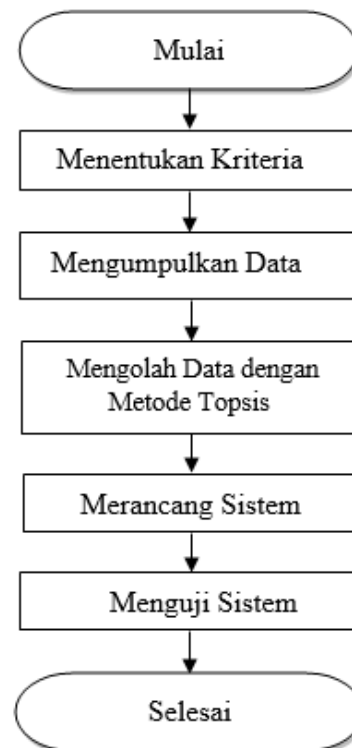 Mulai
Menentukan Kriteria
Mengumpulkan Data
Mengolah Data dengan
Metode Topsis
Merancang Sistem
Menguji Sistem
Selesai